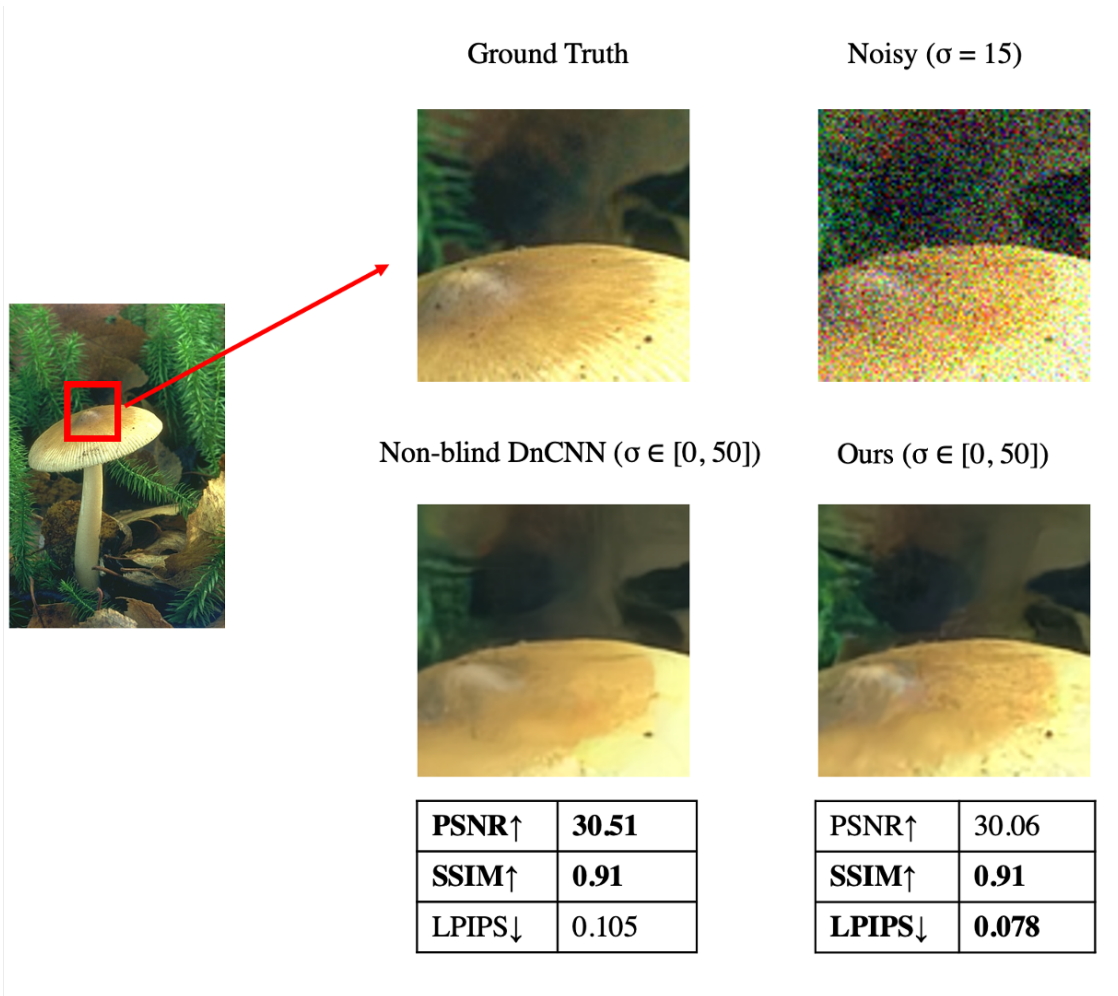 Ground Truth
Noisy (σ = 15)
Non-blind DnCNN (σ ∈ [0, 50])
Ours (σ ∈ [0, 50])
PSNR↑ 30.51
SSIM↑ 0.91
LPIPS↓ 0.105
PSNR↑ 30.06
SSIM↑ 0.91
LPIPS↓ 0.078